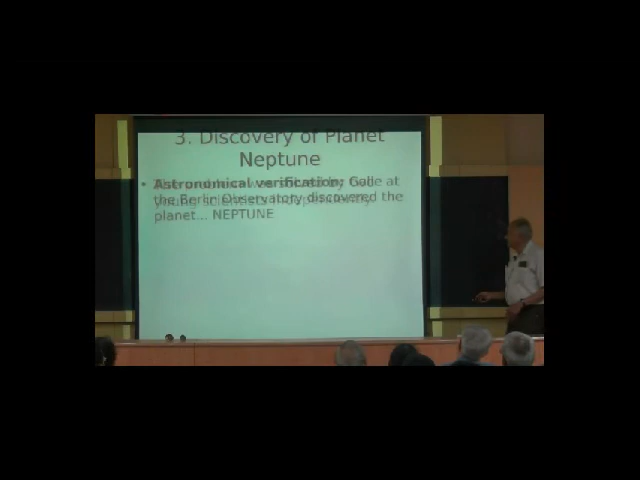 3. Discovery of Planet
Neptune
• Astronomical verification: Galle at
the Berlin Observatory discovered the
planet... NEPTUNE